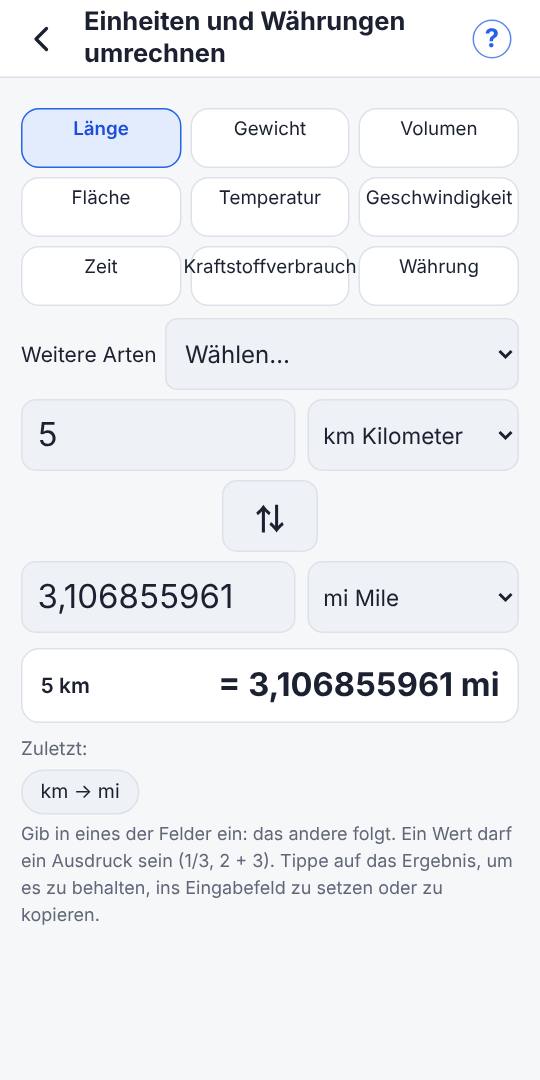 Einheiten und Währungen
umrechnen
?
Länge
Gewicht
Volumen
Fläche
Temperatur
Geschwindigkeit
Zeit
Kraftstoffverbrauch
Währung
Weitere Arten
Wählen...
5
km Kilometer
3,106855961
mi Mile
5 km
= 3,106855961 mi
Zuletzt:
km → mi
Gib in eines der Felder ein: das andere folgt. Ein Wert darf
ein Ausdruck sein (1/3, 2 + 3). Tippe auf das Ergebnis, um
es zu behalten, ins Eingabefeld zu setzen oder zu
kopieren.